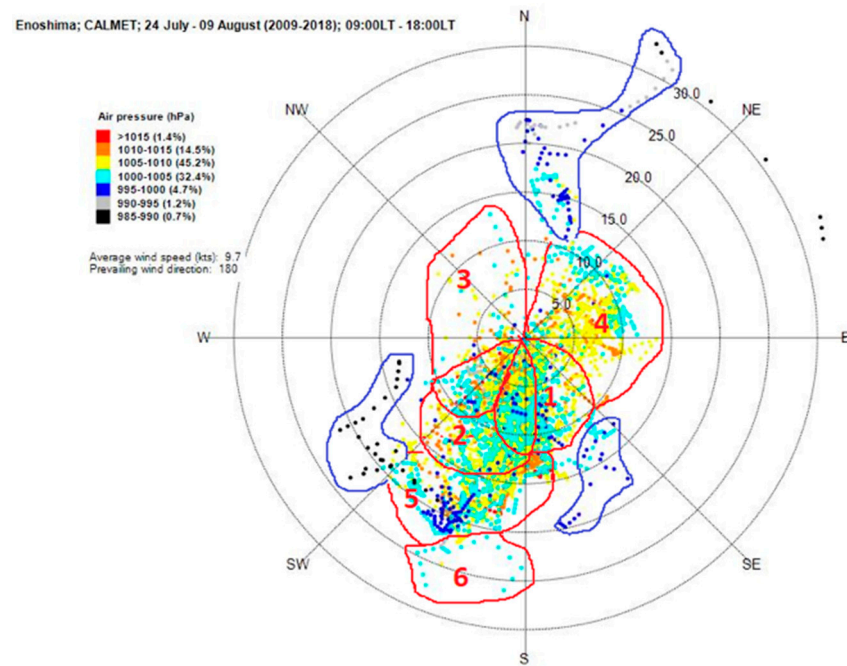 Enoshima; CALMET; 24 July - 09 August (2009-2018); 09:00LT - 18:00LT
N
NW
NE
Air pressure (hPa)
>1015 (1.4%)
1010-1015 (14.5%)
1005-1010 (45.2%)
1000-1005 (32.4%)
995-1000 (4.7%)
990-995 (1.2%)
985-990 (0.7%)
30.0
25.0
20.0
15.0
10.0
5.0
Average wind speed (kts): 9.7
Prevailing wind direction: 180
3
4
W
E
1
2
5
6
SW
SE
S